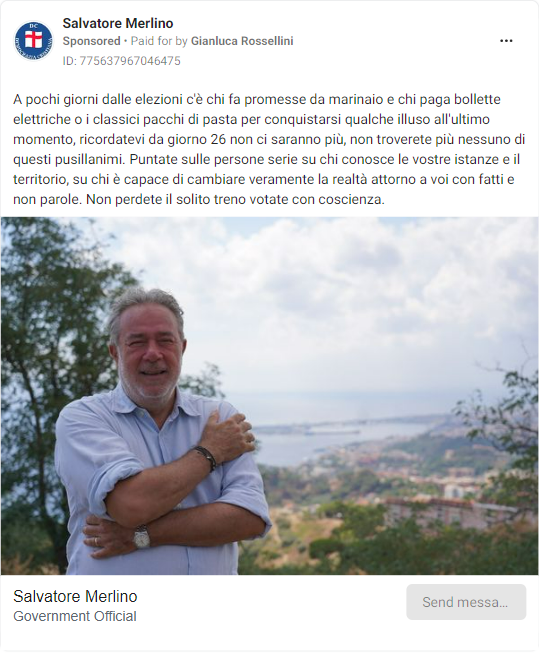 DC
Salvatore Merlino
Sponsored • Paid for by Gianluca Rossellini
ID: 775637967046475
A pochi giorni dalle elezioni c'è chi fa promesse da marinaio e chi paga bollette
elettriche o i classici pacchi di pasta per conquistarsi qualche illuso all'ultimo
momento, ricordatevi da giorno 26 non ci saranno più, non troverete più nessuno di
questi pusillanimi. Puntate sulle persone serie su chi conosce le vostre istanze e il
territorio, su chi è capace di cambiare veramente la realtà attorno a voi con fatti e
non parole. Non perdete il solito treno votate con coscienza.
Salvatore Merlino
Government Official
Send messa...